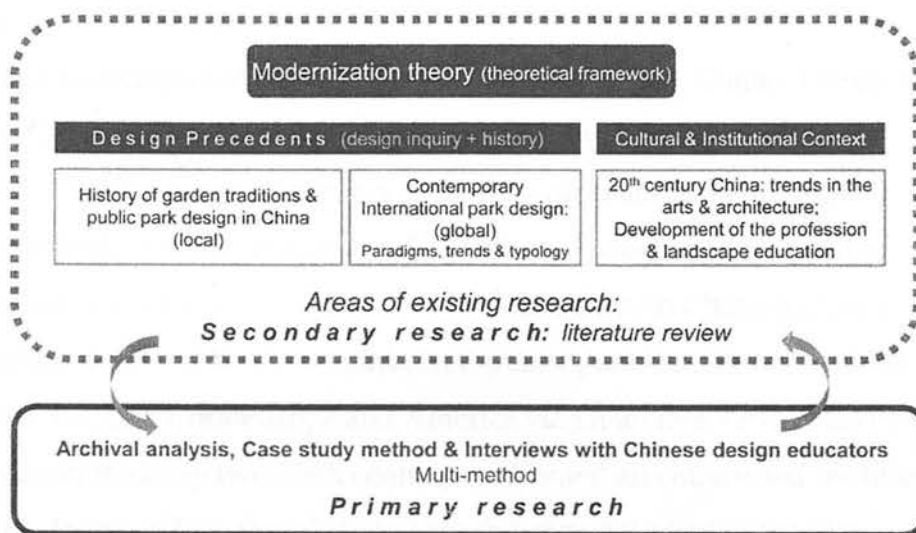 Modernization theory (theoretical framework)
Design Precedents (design inquiry + history)
Cultural & Institutional Context
History of garden traditions &
public park design in China
(local)
Contemporary
International park design:
(global)
Paradigms, trends & typology
20th century China: trends in the
arts & architecture;
Development of the profession
& landscape education
Areas of existing research:
Secondary research: literature review
Archival analysis, Case study method & Interviews with Chinese design educators
Multi-method
Primary research